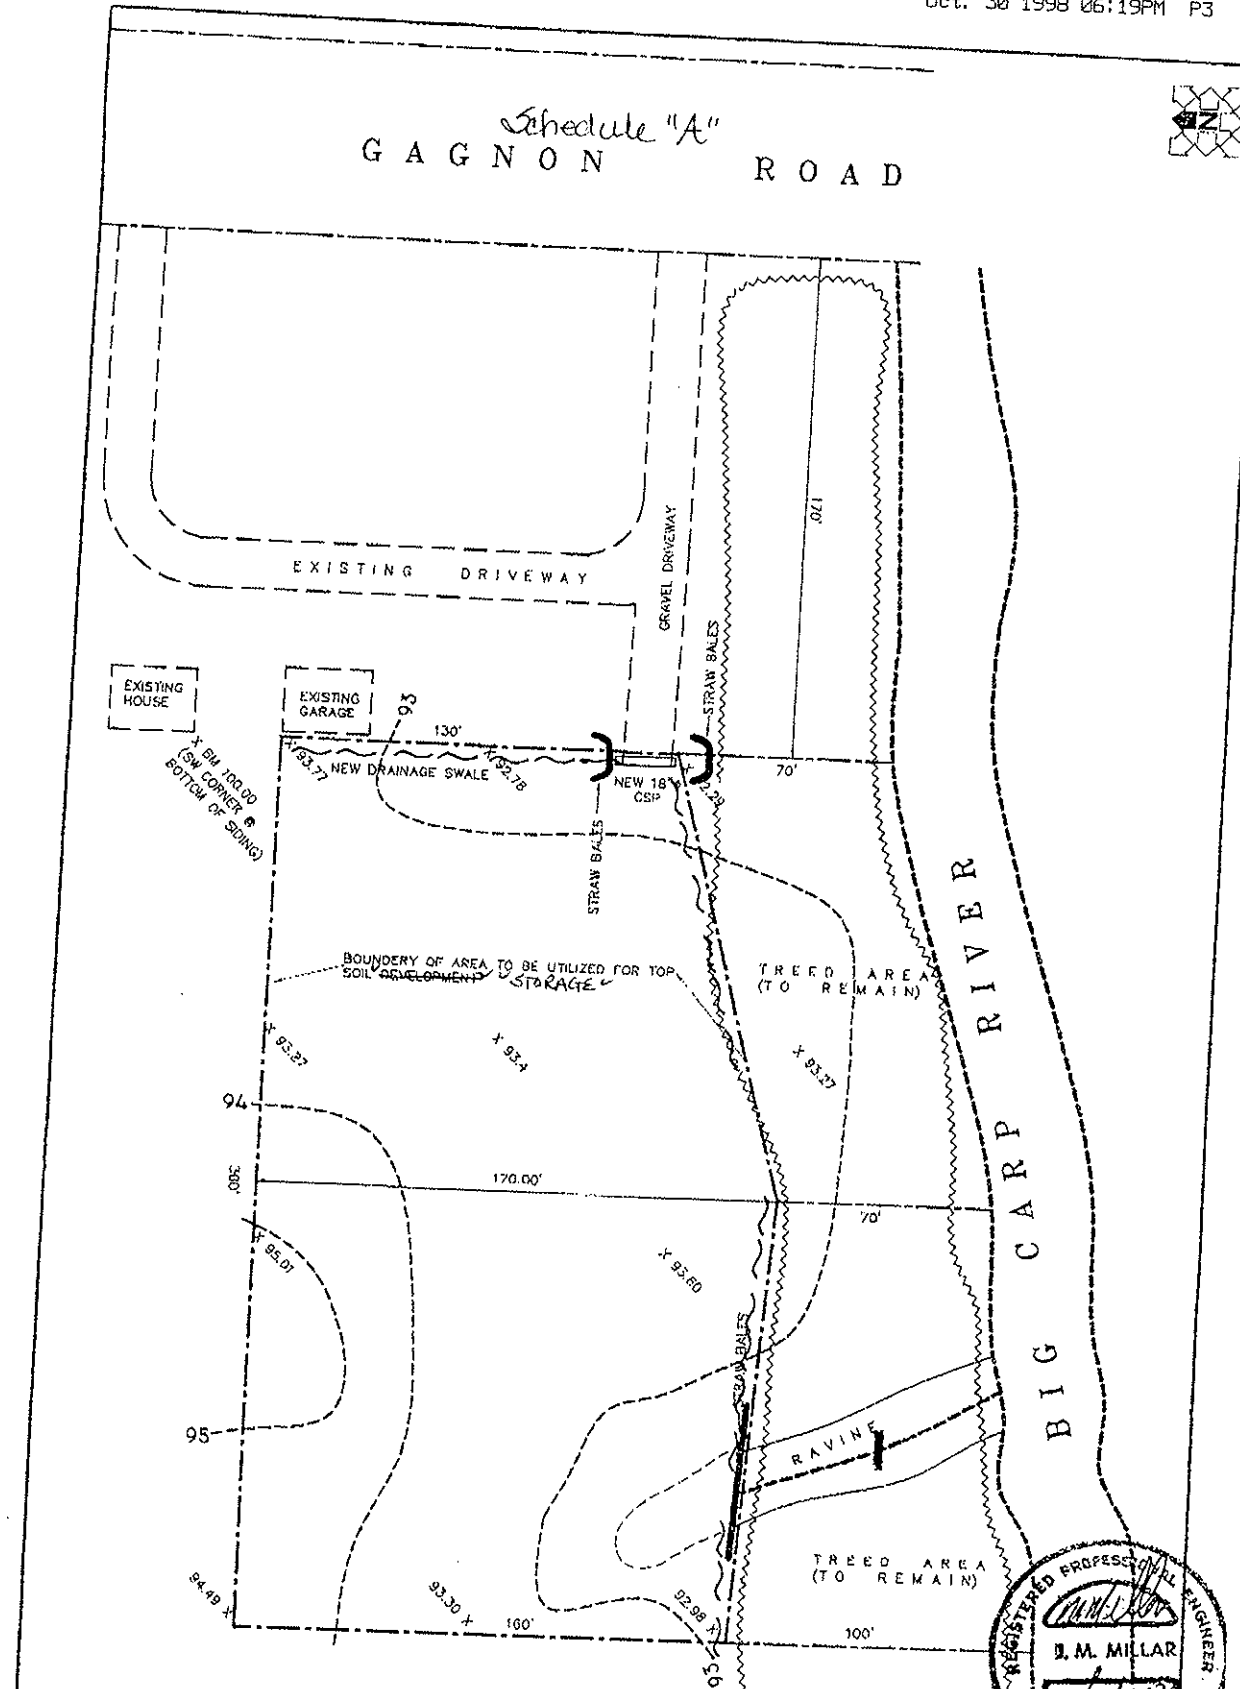 Oct. 30 1998 06:19PM P3
N
Schedule "A"
GAGNON ROAD
170'
GRAVEL DRIVEWAY
EXISTING DRIVEWAY
STRAW BALES
EXISTING
HOUSE
EXISTING
GARAGE
93
130'
X BM 100.00
(SW CORNER @
BOTTOM OF SIDING)
X 93.77
NEW DRAINAGE SWALE
X 92.78
NEW 18"
CSP
70'
STRAW BALES
BIG CARP RIVER
BOUNDERY OF AREA TO BE UTILIZED FOR TOP
SOIL DEVELOPMENT STORAGE
TREED AREA
(TO REMAIN)
X 93.27
X 93.4
X 93.27
94
300'
170.00'
70'
X 95.01
X 93.60
STRAW BALES
95
RAVINE
TREED AREA
(TO REMAIN)
94.49 X
93.30 X
160'
92.98 X
100'
93
REGISTERED PROFESSIONAL ENGINEER
D. M. MILLAR